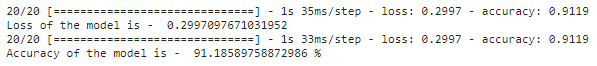 20/20 [==============================] - 1s 35ms/step - loss: 0.2997 - accuracy: 0.9119
Loss of the model is -  0.2997097671031952
20/20 [==============================] - 1s 33ms/step - loss: 0.2997 - accuracy: 0.9119
Accuracy of the model is -  91.18589758872986 %